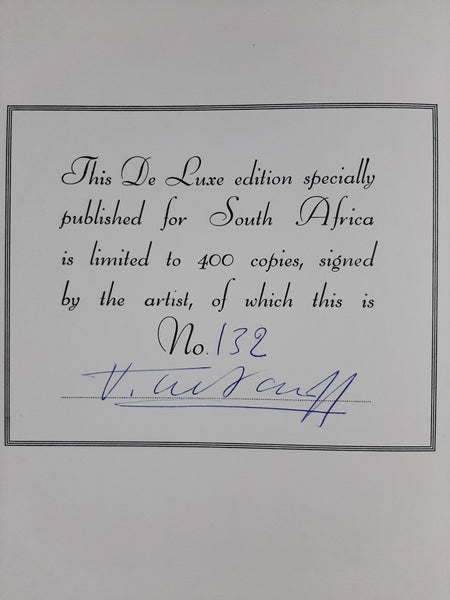 This De Luxe edition specially
published for South Africa
is limited to 400 copies, signed
by the artist, of which this is
No. 132